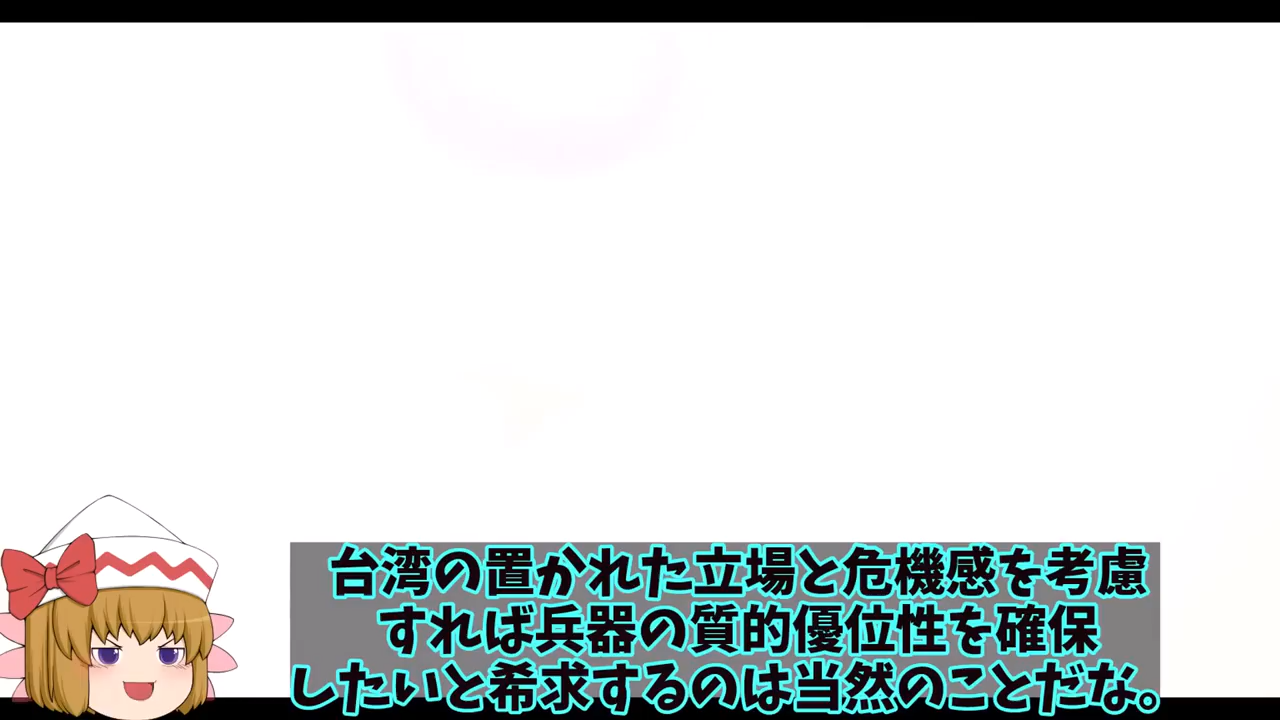 台湾の置かれた立場と危機感を考慮
すれば兵器の質的優位性を確保
したいと希求するのは当然のことだな。